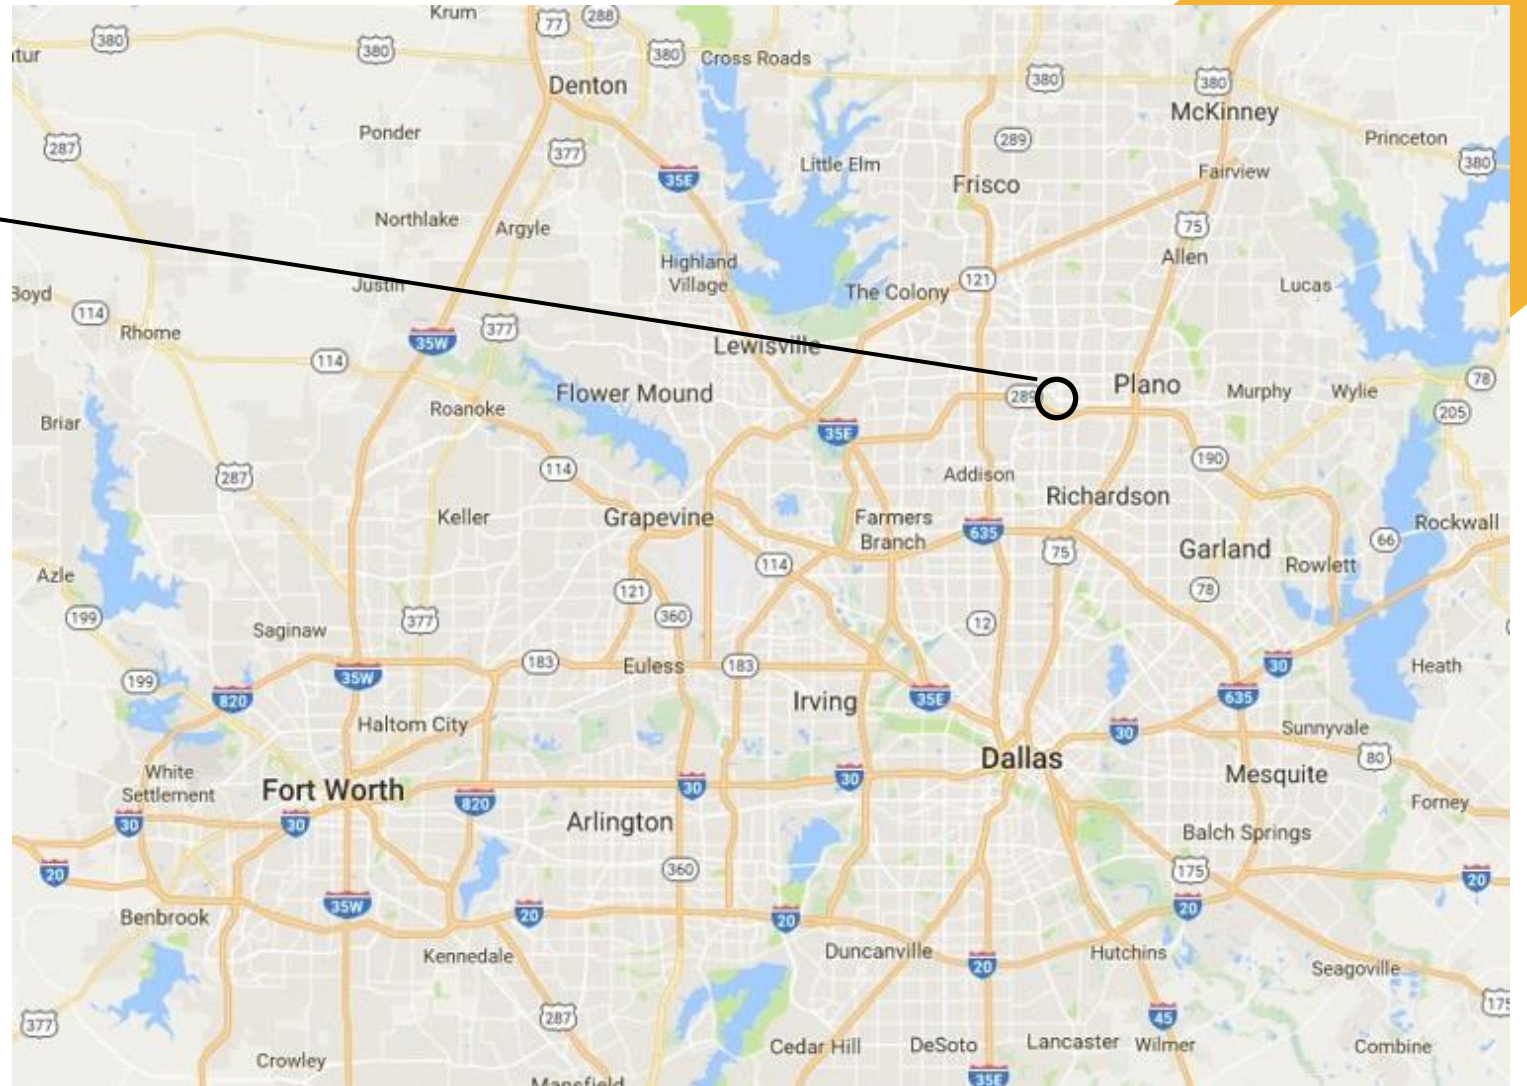 Krum
77
288
380
380
380
Cross Roads
380
380
tur
Denton
McKinney
Ponder
289
Princeton
287
377
380
Little Elm
35E
Fairview
Frisco
Northlake
Argyle
75
Allen
Highland
Village
121
Justin
The Colony
Lucas
Boyd
114
Rhome
377
35W
Lewisville
114
Flower Mound
289
Plano
Murphy
Wylie
78
Roanoke
205
Briar
35E
190
114
287
Addison
Richardson
Keller
Grapevine
Farmers
Branch
635
Rockwall
66
75
Garland
Rowlett
114
Azle
121
78
199
360
377
12
Saginaw
183
Euless
183
30
Heath
35W
199
820
Irving
35E
635
Haltom City
30
Sunnyvale
Dallas
80
White
Settlement
Mesquite
Fort Worth
30
30
820
Forney
30
30
Arlington
Balch Springs
20
360
175
20
35W
20
20
20
Benbrook
Kennedale
Duncanville
20
Hutchins
Seagoville
175
377
287
45
Cedar Hill
DeSoto
Lancaster
Wilmer
Combine
Crowley
35E
Mansfield